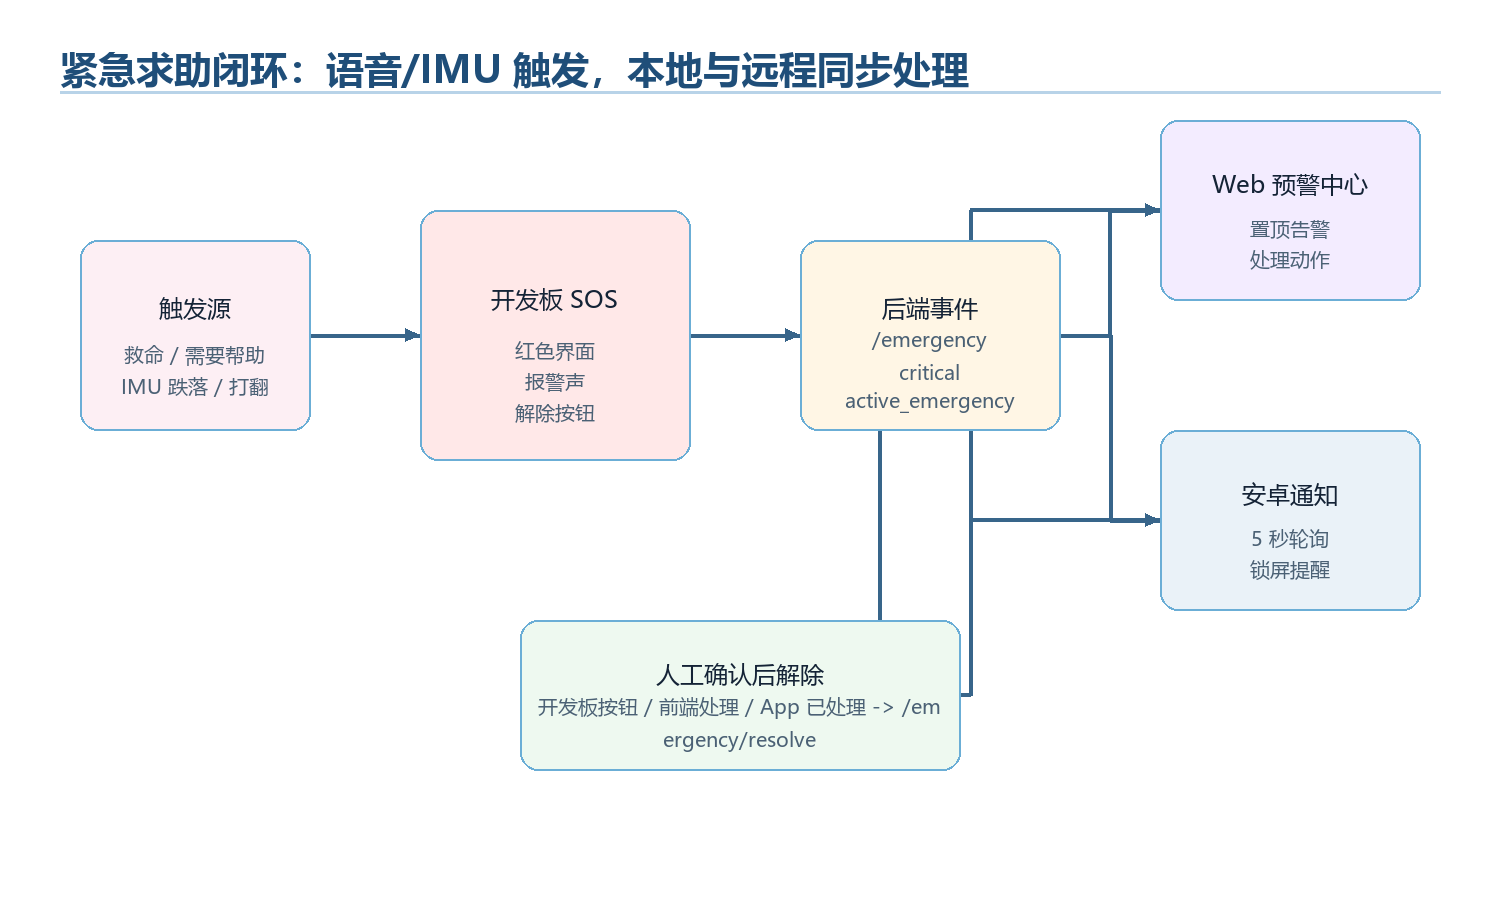 紧急求助闭环：语音/IMU 触发，本地与远程同步处理
触发源
救命 / 需要帮助
IMU 跌落 / 打翻
开发板 SOS
红色界面
报警声
解除按钮
后端事件
/emergency
critical
active_emergency
Web 预警中心
置顶告警
处理动作
安卓通知
5 秒轮询
锁屏提醒
人工确认后解除
开发板按钮 / 前端处理 / App 已处理 -> /em
ergency/resolve